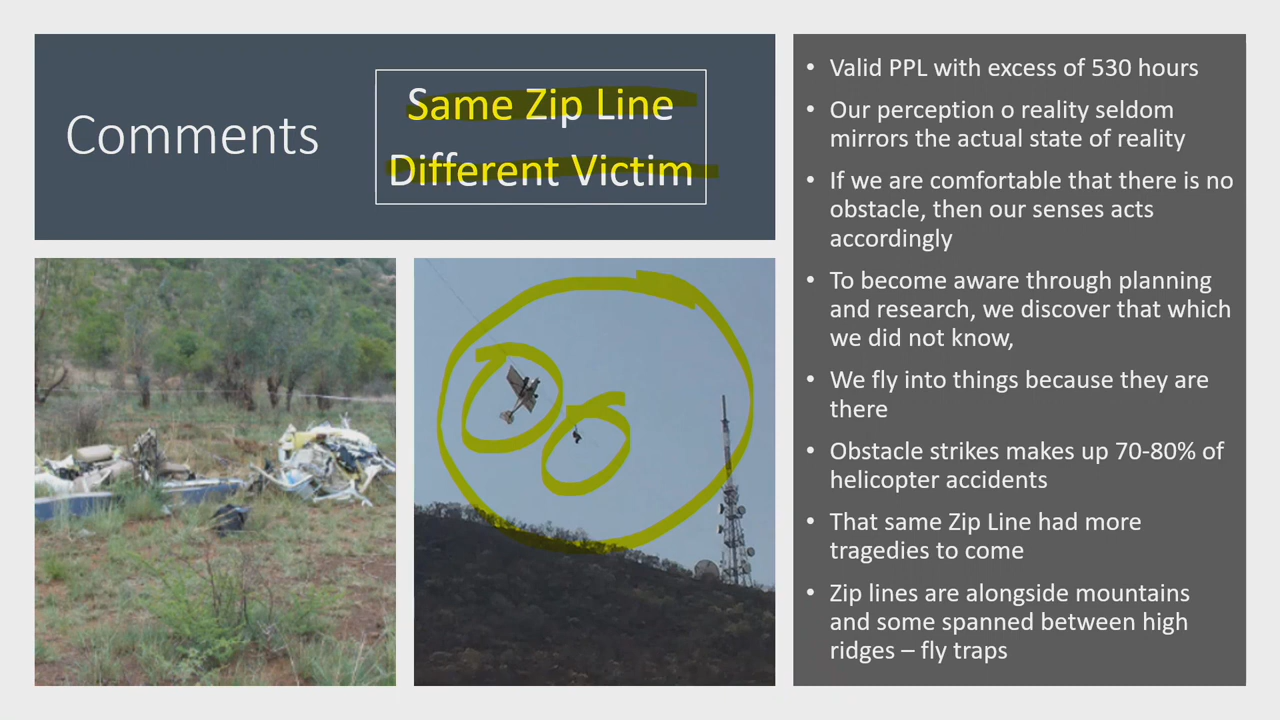 Comments
Same Zip Line
Different Victim
• Valid PPL with excess of 530 hours
• Our perception o reality seldom
mirrors the actual state of reality
• If we are comfortable that there is no
obstacle, then our senses acts
accordingly
• To become aware through planning
and research, we discover that which
we did not know,
• We fly into things because they are
there
• Obstacle strikes makes up 70-80% of
helicopter accidents
• That same Zip Line had more
tragedies to come
• Zip lines are alongside mountains
and some spanned between high
ridges – fly traps